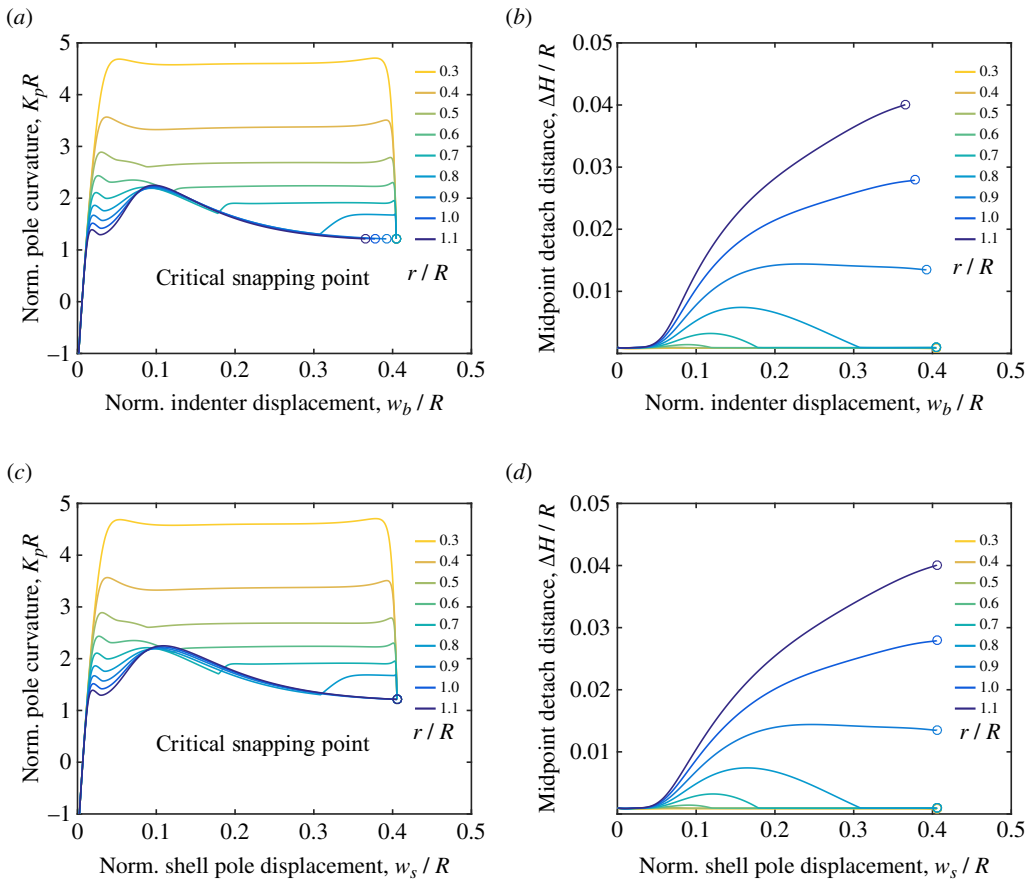 (a)
Norm. pole curvature, KpR
5
4
3
2
1
0
−1
0.3
0.4
0.5
0.6
0.7
0.8
0.9
1.0
1.1
r / R
Critical snapping point
0 0.1 0.2 0.3 0.4 0.5
Norm. indenter displacement, wb / R
(b)
Midpoint detach distance, ΔH / R
0.05
0.04
0.03
0.02
0.01
0.3
0.4
0.5
0.6
0.7
0.8
0.9
1.0
1.1
r / R
0 0.1 0.2 0.3 0.4 0.5
Norm. indenter displacement, wb / R
(c)
Norm. pole curvature, KpR
5
4
3
2
1
0
−1
0.3
0.4
0.5
0.6
0.7
0.8
0.9
1.0
1.1
r / R
Critical snapping point
0 0.1 0.2 0.3 0.4 0.5
Norm. shell pole displacement, ws / R
(d)
Midpoint detach distance, ΔH / R
0.05
0.04
0.03
0.02
0.01
0.3
0.4
0.5
0.6
0.7
0.8
0.9
1.0
1.1
r / R
0 0.1 0.2 0.3 0.4 0.5
Norm. shell pole displacement, ws / R